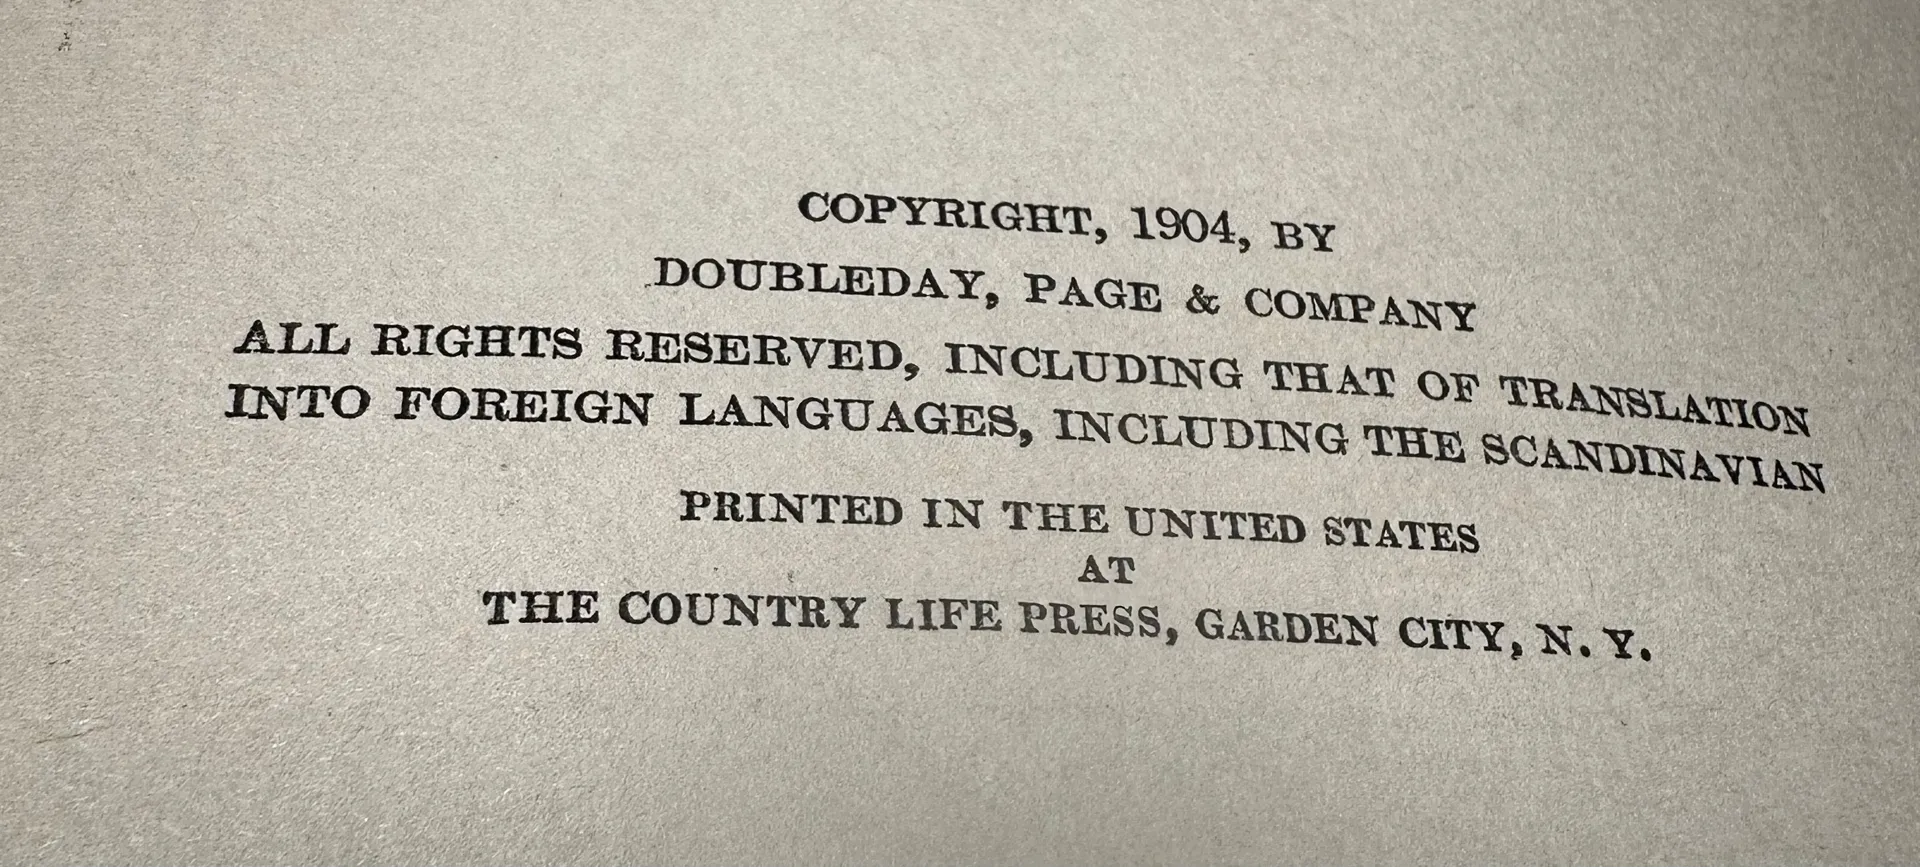 COPYRIGHT, 1904, BY
DOUBLEDAY, PAGE & COMPANY
ALL RIGHTS RESERVED, INCLUDING THAT OF TRANSLATION
INTO FOREIGN LANGUAGES, INCLUDING THE SCANDINAVIAN
PRINTED IN THE UNITED STATES
AT
THE COUNTRY LIFE PRESS, GARDEN CITY, N. Y.